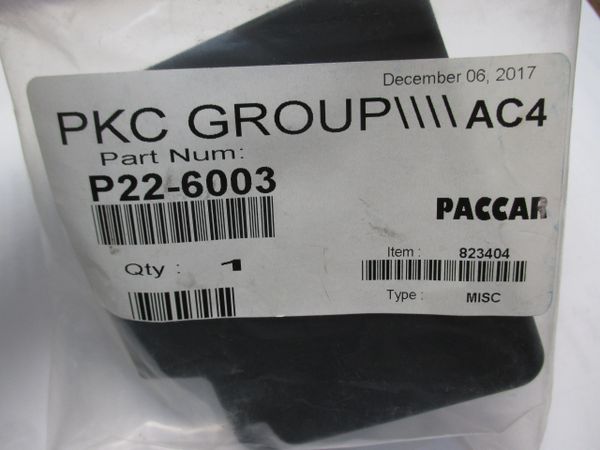 December 06, 2017
PKC GROUP\\\\ AC4
Part Num:
P22-6003
PACCAR
Item : 823404
Qty : 1
Type : MISC